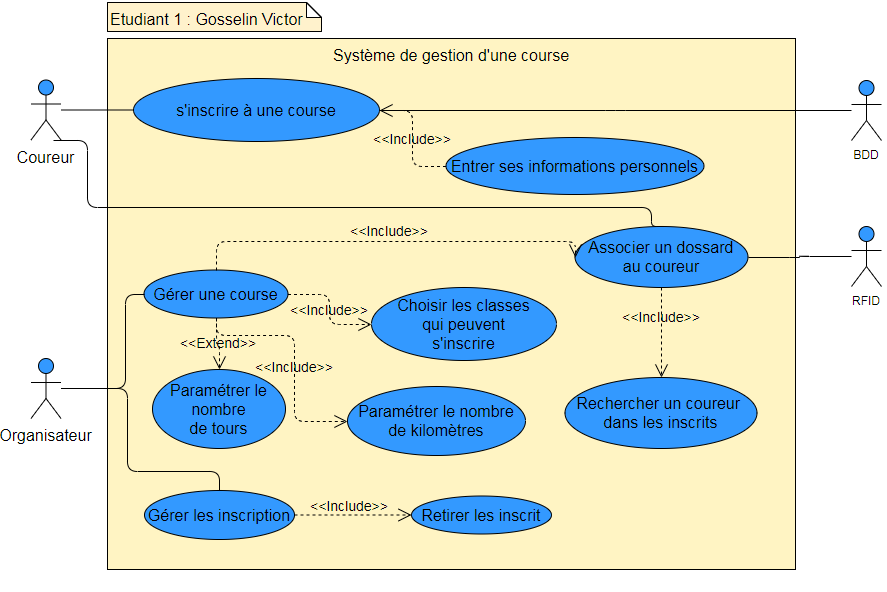 Etudiant 1 : Gosselin Victor
Système de gestion d'une course
s'inscrire à une course
<<Include>>
Entrer ses informations personnels
Coureur
BDD
<<Include>>
Associer un dossard
au coureur
RFID
Gérer une course
<<Include>>
Choisir les classes
qui peuvent
s'inscrire
<<Include>>
<<Extend>>
<<Include>>
Paramétrer le
nombre
de tours
Paramétrer le nombre
de kilomètres
Rechercher un coureur
dans les inscrits
Organisateur
Gérer les inscription
<<Include>>
Retirer les inscrit